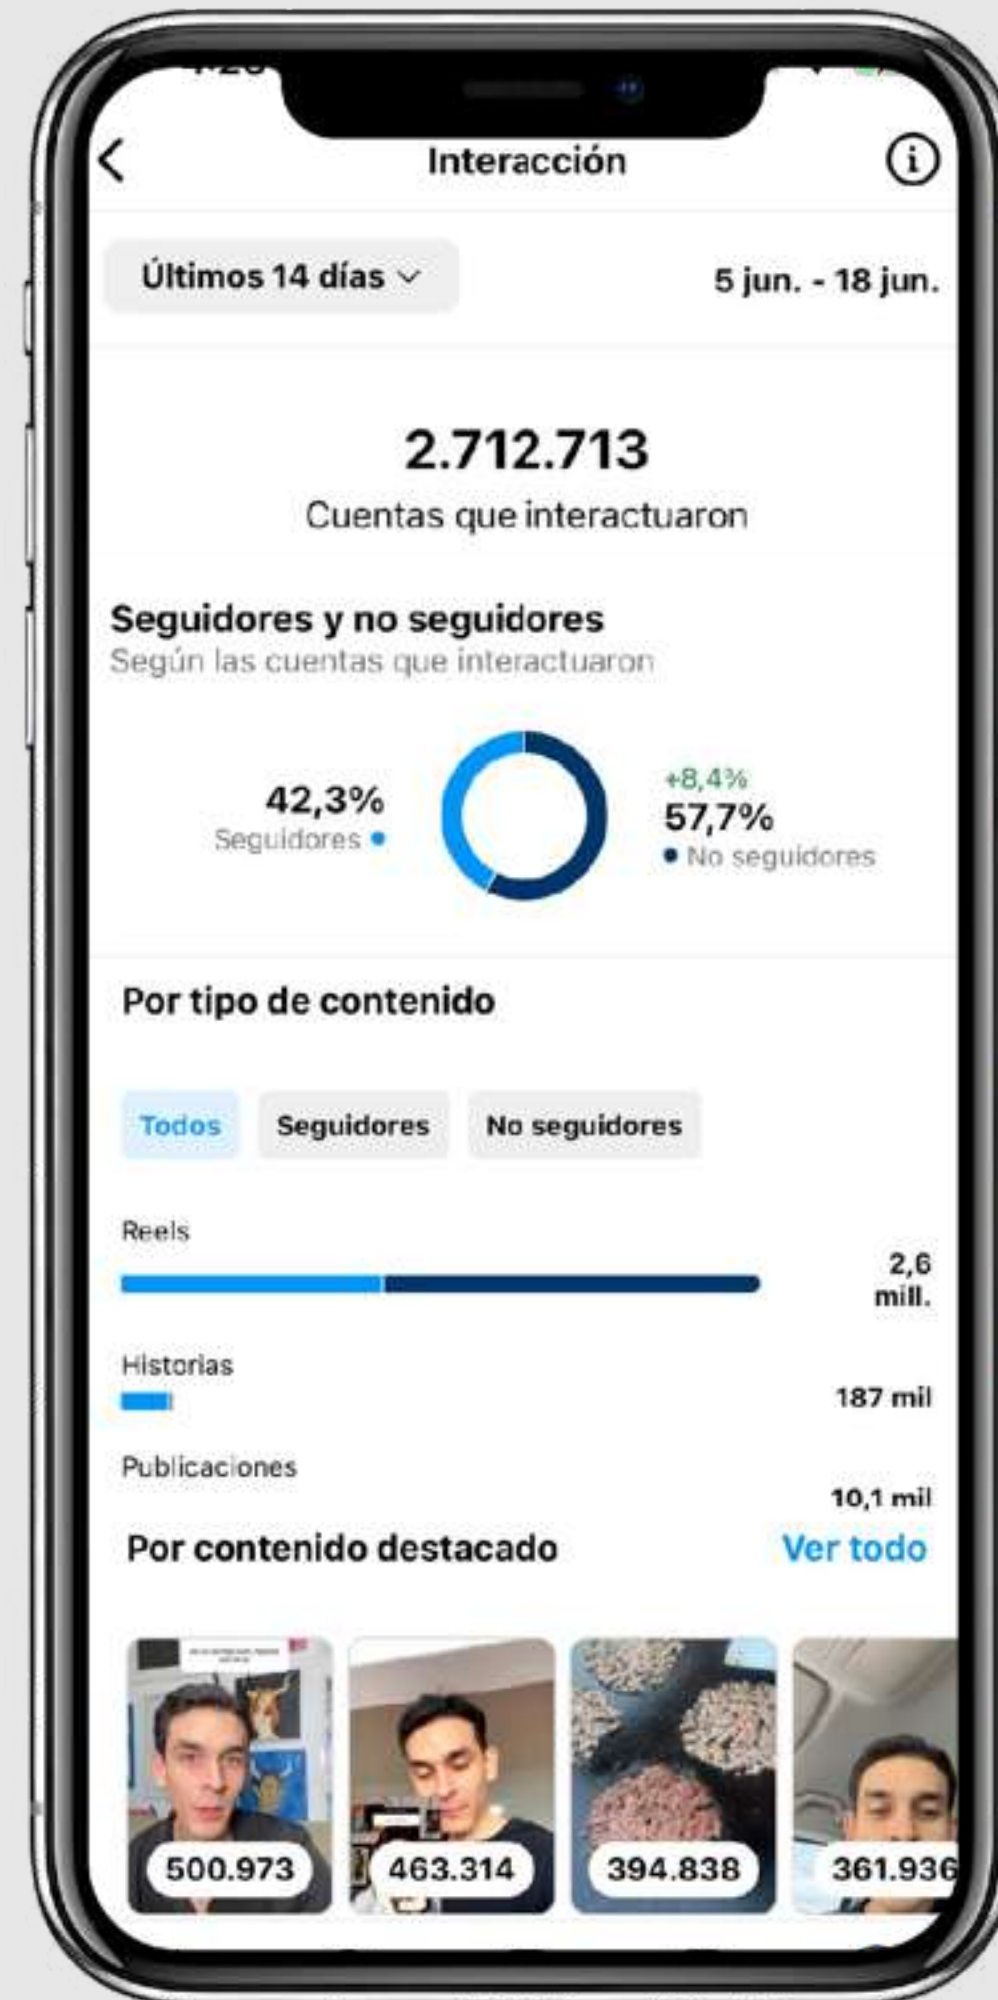 Interacción
Últimos 14 días
5 jun. - 18 jun.
2.712.713
Cuentas que interactuaron
Seguidores y no seguidores
Según las cuentas que interactuaron
42,3%
Seguidores
+8,4%
57,7%
No seguidores
Por tipo de contenido
Todos
Seguidores
No seguidores
Reels
2,6
mill.
Historias
187 mil
Publicaciones
10,1 mil
Por contenido destacado
Ver todo
500.973
463.314
394.838
361.936